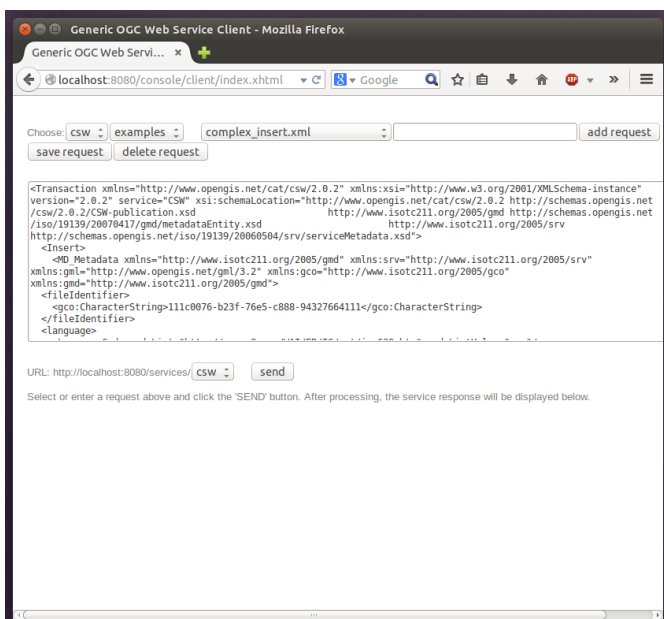 Generic OGC Web Service Client - Mozilla Firefox
Generic OGC Web Servi... ×
localhost:8080/console/client/index.xhtml Google
Choose: csw examples complex_insert.xml add request
save request delete request
<Transaction xmlns="http://www.opengis.net/cat/csw/2.0.2" xmlns:xsi="http://www.w3.org/2001/XMLSchema-instance"
version="2.0.2" service="CSW" xsi:schemaLocation="http://www.opengis.net/cat/csw/2.0.2 http://schemas.opengis.net
/csw/2.0.2/CSW-publication.xsd http://www.isotc211.org/2005/gmd http://schemas.opengis.net
/iso/19139/20070417/gmd/metadataEntity.xsd http://www.isotc211.org/2005/srv
http://schemas.opengis.net/iso/19139/20060504/srv/serviceMetadata.xsd">
<Insert>
<MD_Metadata xmlns="http://www.isotc211.org/2005/gmd" xmlns:srv="http://www.isotc211.org/2005/srv"
xmlns:gml="http://www.opengis.net/gml/3.2" xmlns:gco="http://www.isotc211.org/2005/gco"
xmlns:gmd="http://www.isotc211.org/2005/gmd">
<fileIdentifier>
<gco:CharacterString>111c0076-b23f-76e5-c888-94327664111</gco:CharacterString>
</fileIdentifier>
<language>
URL: http://localhost:8080/services/ csw send
Select or enter a request above and click the 'SEND' button. After processing, the service response will be displayed below.